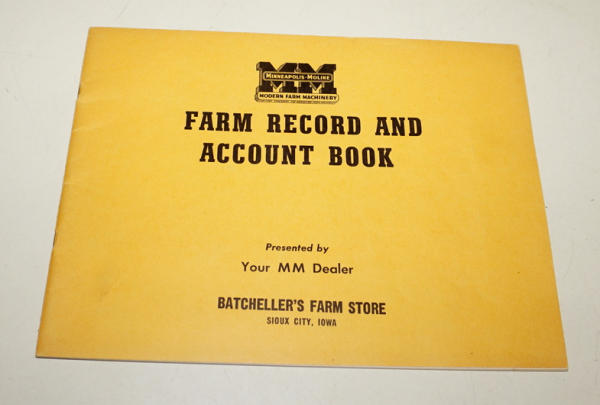 MM
MINNEAPOLIS-MOLINE
MODERN FARM MACHINERY
FARM RECORD AND
ACCOUNT BOOK
Presented by
Your MM Dealer
BATCHELLER'S FARM STORE
SIOUX CITY, IOWA